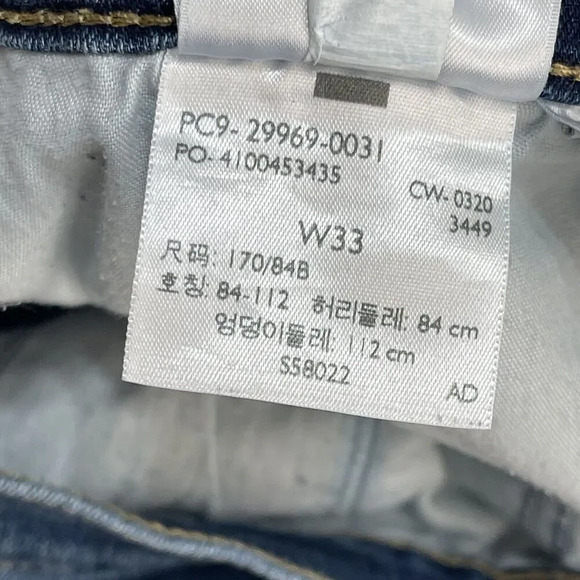 PC9- 29969-0031
PO- 4100453435
CW- 0320
3449
W33
尺码: 170/84B
호칭: 84-112 허리둘레: 84 cm
엉덩이둘레: 112 cm
S58022
AD